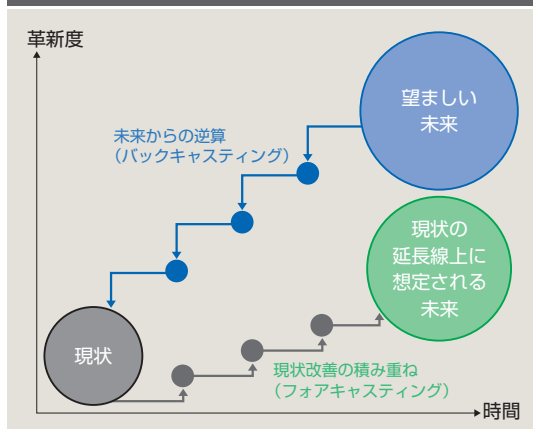 革新度
望ましい
未来
未来からの逆算
（バックキャスティング）
現状の
延長線上に
想定される
未来
現状
現状改善の積み重ね
（フォアキャスティング）
時間